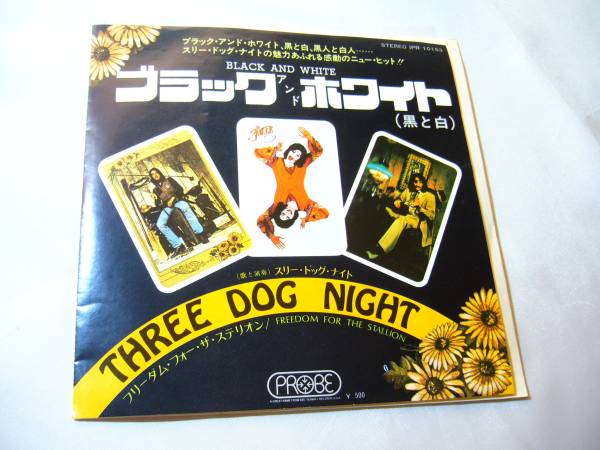 STEREO IPR-10153
ブラック・アンド・ホワイト、黒と白、黒人と白人……
スリー・ドッグ・ナイトの魅力あふれる感動のニュー・ヒット!!
BLACK AND WHITE
ブラック アンド ホワイト
(黒と白)
(歌と演奏) スリー・ドッグ・ナイト
THREE DOG NIGHT
フリーダム・フォー・ザ・ステリオン/ FREEDOM FOR THE STALLION
PROBE
¥ 500